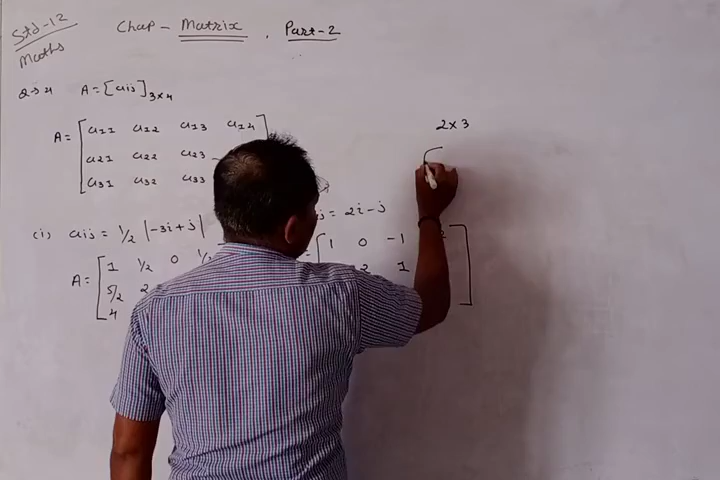 Std-12
Maths
Chap - Matrix . Part-2
Q→4 A = [aij]3×4
A = [ a11 a12 a13 a14
a21 a22 a23
a31 a32 a33
2×3
(i) aij = 1/2 |-3i+j|
j = 2i-j
A = [ 1 1/2 0
5/2 2
4
[ 1 0 -1
2 1 ]